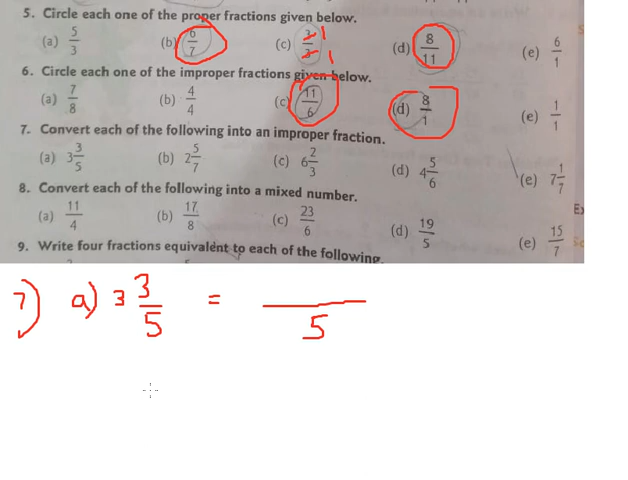 5. Circle each one of the proper fractions given below.
(a) 5/3 (b) 6/7 (c) 3/3 1 1 (d) 8/11 (e) 6/1
6. Circle each one of the improper fractions given below.
(a) 7/8 (b) 4/4 (c) 11/6 (d) 8/1 (e) 1/1
7. Convert each of the following into an improper fraction.
(a) 3 3/5 (b) 2 5/7 (c) 6 2/3 (d) 4 5/6 (e) 7 1/7
8. Convert each of the following into a mixed number.
(a) 11/4 (b) 17/8 (c) 23/6 (d) 19/5 (e) 15/7
9. Write four fractions equivalent to each of the following.
7) a) 3 3/5 = /5